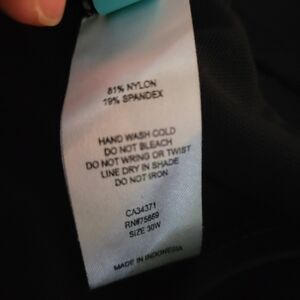 81% NYLON
19% SPANDEX
HAND WASH COLD
DO NOT BLEACH
DO NOT WRING OR TWIST
LINE DRY IN SHADE
DO NOT IRON
CA34371
RN#75869
SIZE 30W
MADE IN INDONESIA